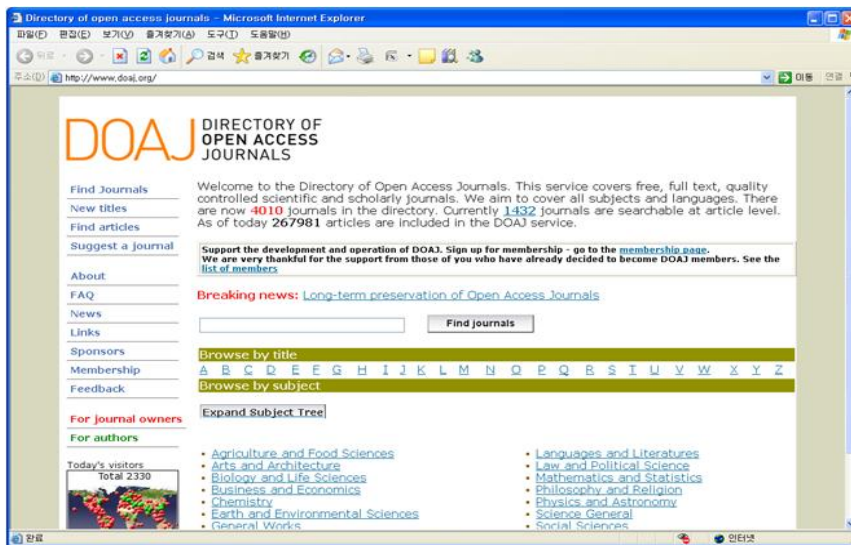 Directory of open access journals - Microsoft Internet Explorer
파일(F) 편집(E) 보기(V) 즐겨찾기(A) 도구(T) 도움말(H)
뒤로 검색 즐겨찾기
주소(D) http://www.doaj.org/ 이동 연결
DOAJ DIRECTORY OF
OPEN ACCESS
JOURNALS
Find Journals
New titles
Find articles
Suggest a journal
About
FAQ
News
Links
Sponsors
Membership
Feedback
For journal owners
For authors
Today's visitors
Total 2330
Welcome to the Directory of Open Access Journals. This service covers free, full text, quality
controlled scientific and scholarly journals. We aim to cover all subjects and languages. There
are now 4010 journals in the directory. Currently 1432 journals are searchable at article level.
As of today 267981 articles are included in the DOAJ service.
Support the development and operation of DOAJ. Sign up for membership - go to the membership page.
We are very thankful for the support from those of you who have already decided to become DOAJ members. See the
list of members
Breaking news: Long-term preservation of Open Access Journals
Find journals
Browse by title
A B C D E F G H I J K L M N O P Q R S T U V W X Y Z
Browse by subject
Expand Subject Tree
Agriculture and Food Sciences
Arts and Architecture
Biology and Life Sciences
Business and Economics
Chemistry
Earth and Environmental Sciences
General Works
Languages and Literatures
Law and Political Science
Mathematics and Statistics
Philosophy and Religion
Physics and Astronomy
Science General
Social Sciences
완료 인터넷